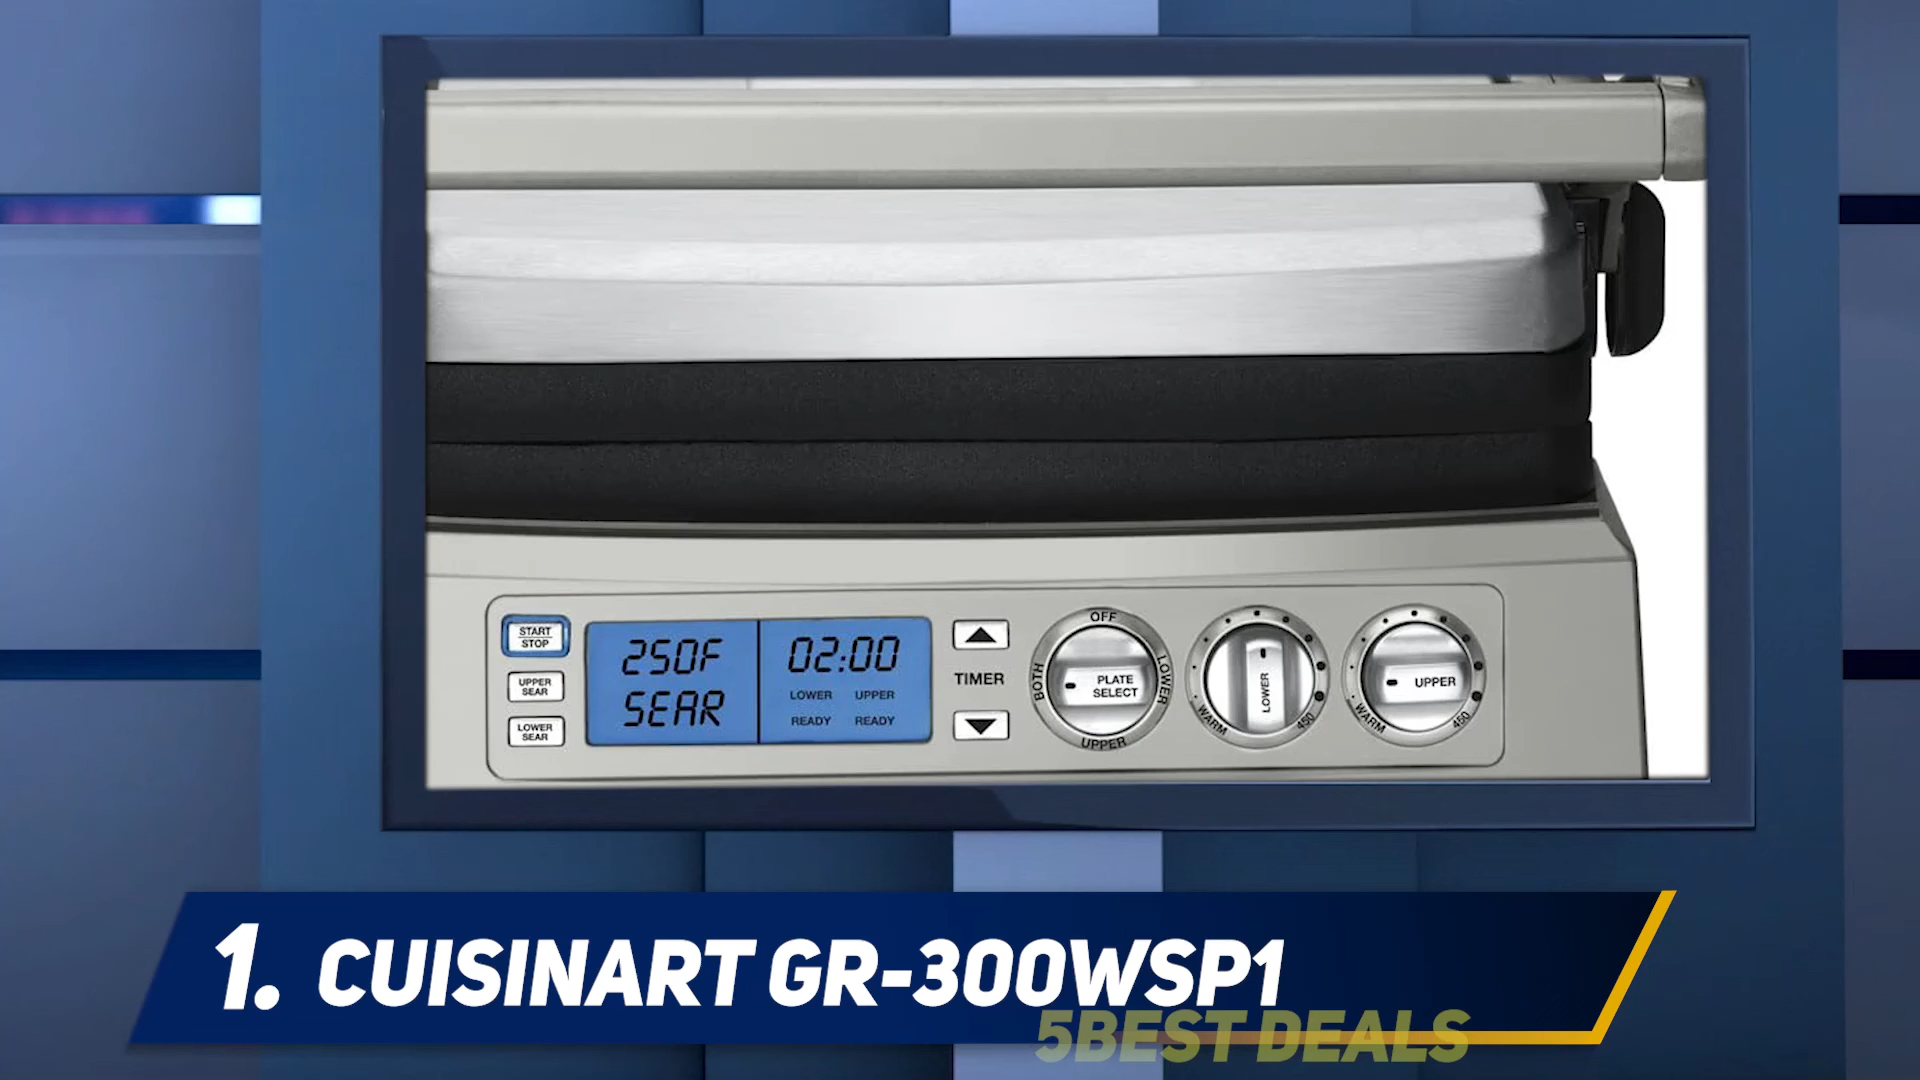 START
STOP
UPPER
SEAR
LOWER
SEAR
250F
SEAR
02:00
LOWER UPPER
READY READY
TIMER
OFF
BOTH
LOWER
UPPER
PLATE
SELECT
LOWER
WARM
450
UPPER
WARM
450
1. CUISINART GR-300WSP1
5BEST DEALS